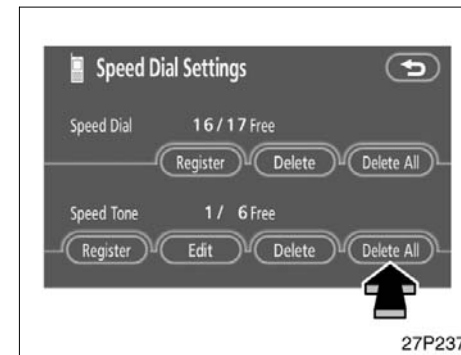 Speed Dial Settings
Speed Dial 16/17 Free
Register Delete Delete All
Speed Tone 1/ 6 Free
Register Edit Delete Delete All
27P237